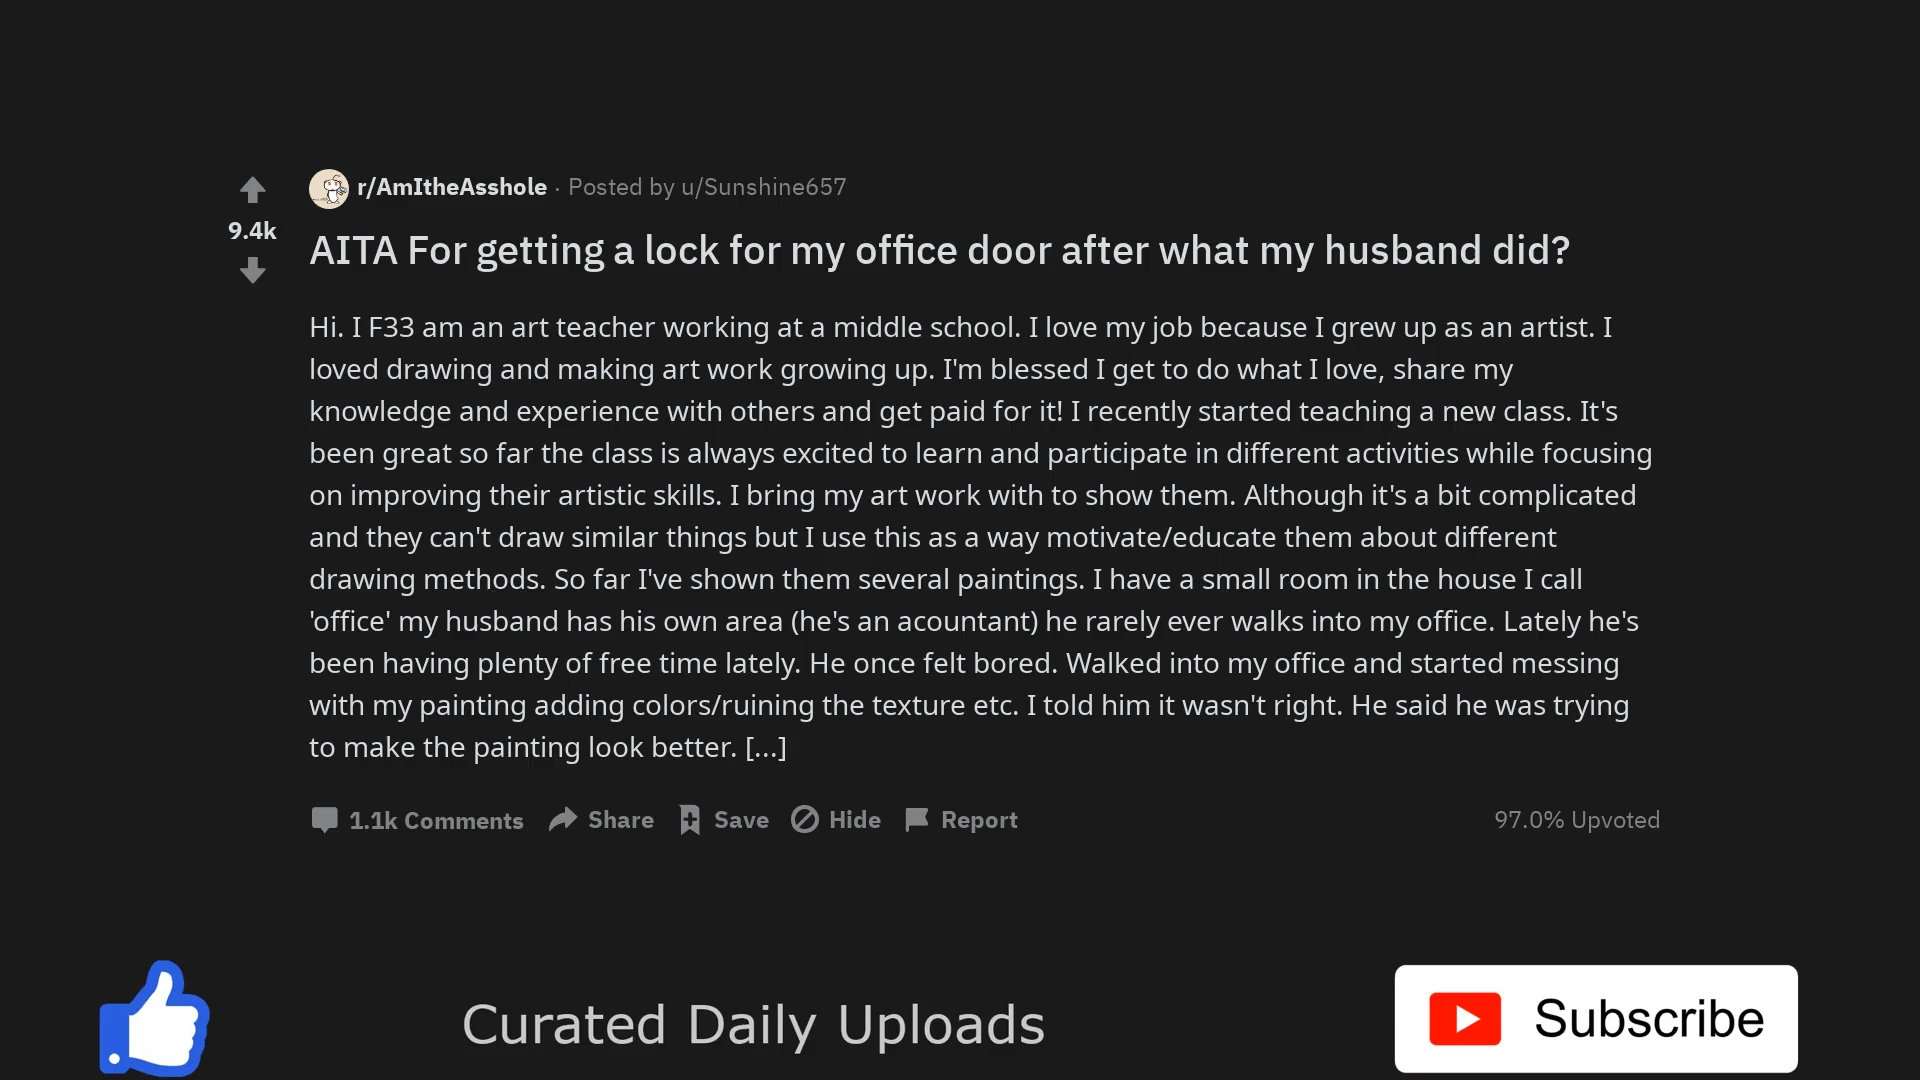 r/AmItheAsshole · Posted by u/Sunshine657
9.4k
AITA For getting a lock for my office door after what my husband did?
Hi. I F33 am an art teacher working at a middle school. I love my job because I grew up as an artist. I
loved drawing and making art work growing up. I'm blessed I get to do what I love, share my
knowledge and experience with others and get paid for it! I recently started teaching a new class. It's
been great so far the class is always excited to learn and participate in different activities while focusing
on improving their artistic skills. I bring my art work with to show them. Although it's a bit complicated
and they can't draw similar things but I use this as a way motivate/educate them about different
drawing methods. So far I've shown them several paintings. I have a small room in the house I call
'office' my husband has his own area (he's an acountant) he rarely ever walks into my office. Lately he's
been having plenty of free time lately. He once felt bored. Walked into my office and started messing
with my painting adding colors/ruining the texture etc. I told him it wasn't right. He said he was trying
to make the painting look better. [...]
1.1k Comments Share Save Hide Report 97.0% Upvoted
Curated Daily Uploads
Subscribe